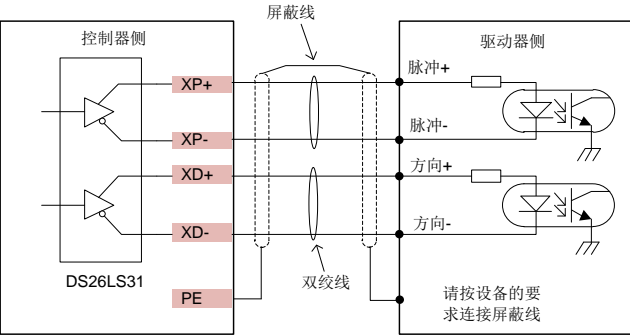 屏蔽线
控制器侧
驱动器侧
XP+
脉冲+
XP-
脉冲-
XD+
方向+
XD-
方向-
DS26LS31
双绞线
PE
请按设备的要
求连接屏蔽线